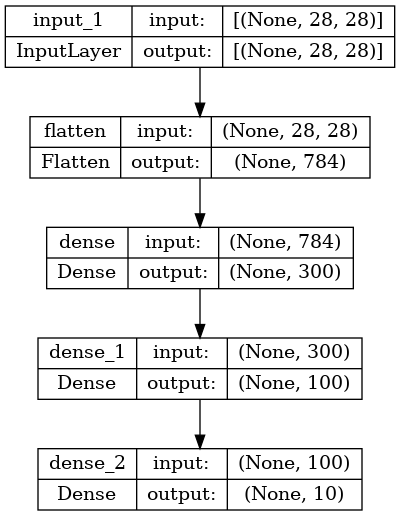 input_1 input: [(None, 28, 28)]
InputLayer output: [(None, 28, 28)]
flatten input: (None, 28, 28)
Flatten output: (None, 784)
dense input: (None, 784)
Dense output: (None, 300)
dense_1 input: (None, 300)
Dense output: (None, 100)
dense_2 input: (None, 100)
Dense output: (None, 10)